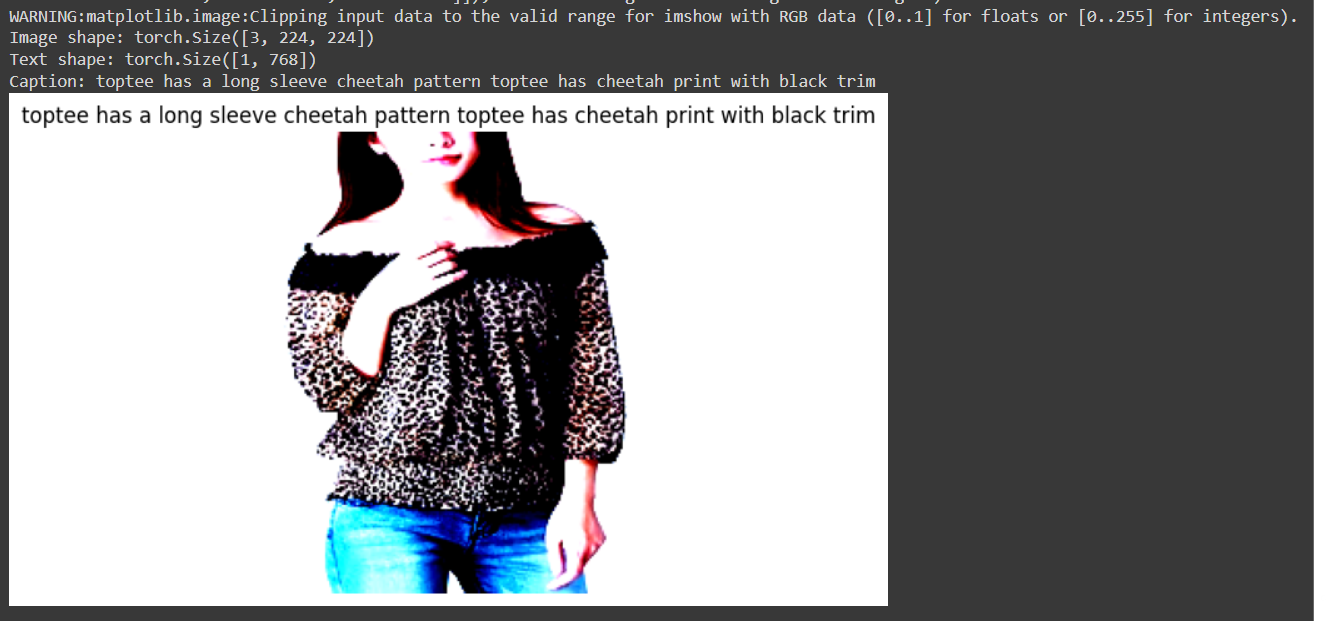 WARNING:matplotlib.image:Clipping input data to the valid range for imshow with RGB data ([0..1] for floats or [0..255] for integers).
Image shape: torch.Size([3, 224, 224])
Text shape: torch.Size([1, 768])
Caption: toptee has a long sleeve cheetah pattern toptee has cheetah print with black trim
toptee has a long sleeve cheetah pattern toptee has cheetah print with black trim